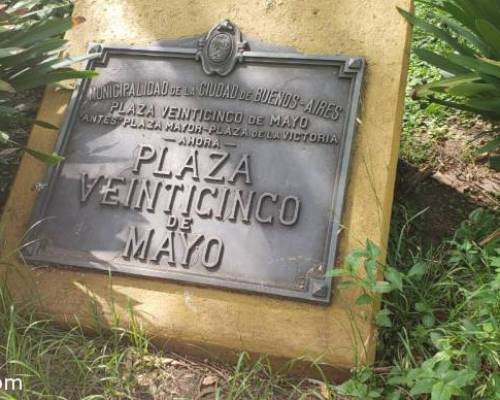 MUNICIPALIDAD DE LA CIUDAD DE BUENOS-AIRES
PLAZA VEINTICINCO DE MAYO
ANTES PLAZA MAYOR-PLAZA DE LA VICTORIA
-AHORA-
PLAZA
VEINTICINCO
DE
MAYO
om